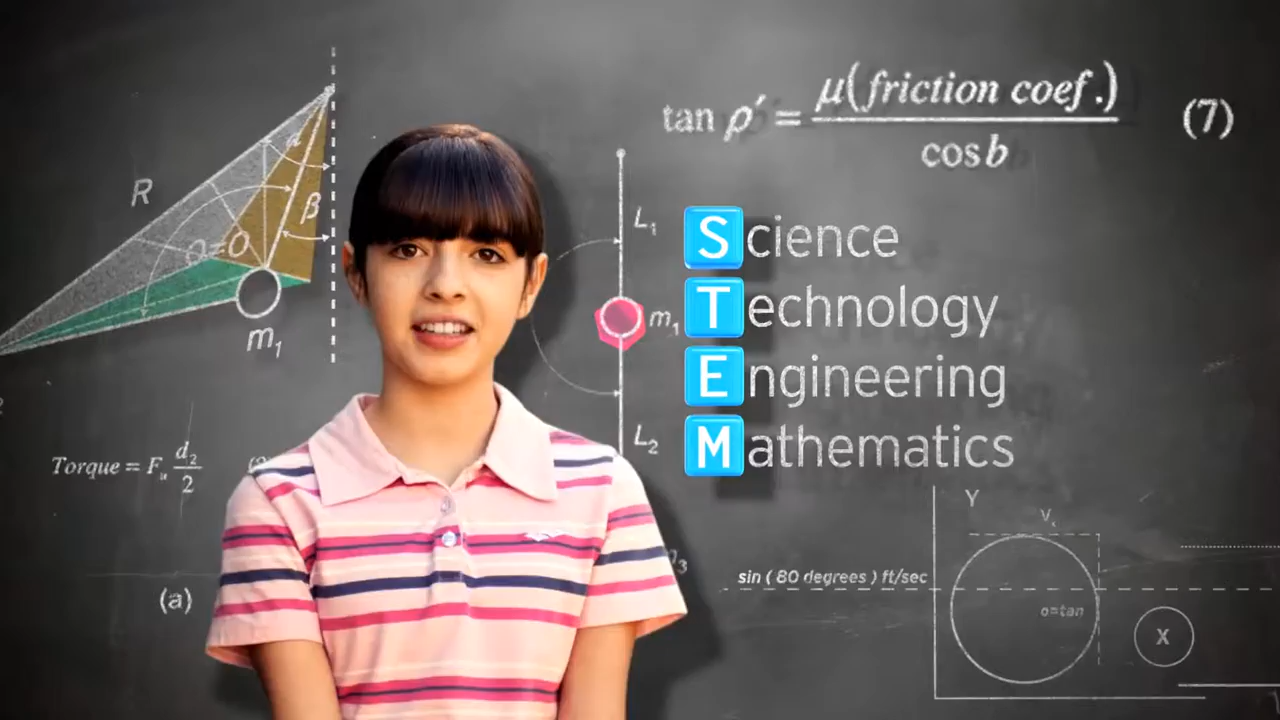 tan ρ′ = μ(friction coef.) / cos b (7)
Science
Technology
Engineering
Mathematics
R
α
β
Q=0
m₁
L₁
m₁
L₂
Torque = F d₂ / 2
(a)
Y
V
sin ( 80 degrees ) ft/sec
o=tan
X